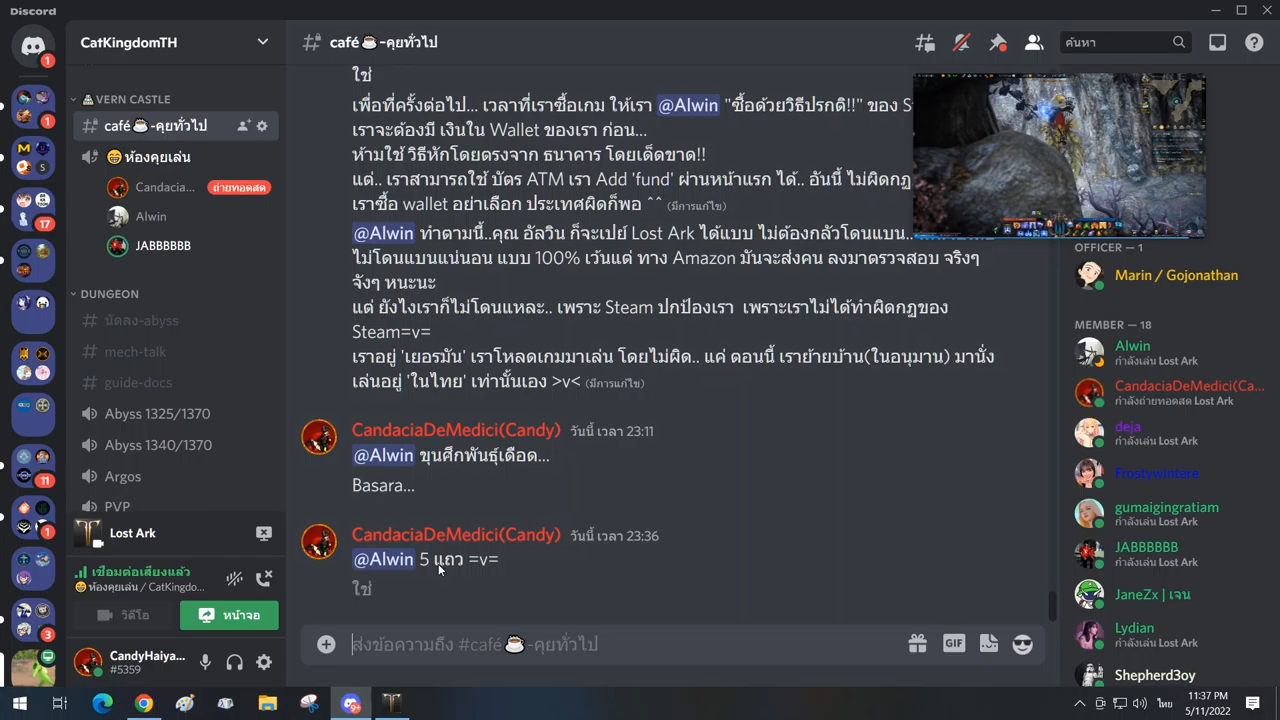 Discord
1
CatKingdomTH
café☕-คุยทั่วไป
ค้นหา
VERN CASTLE
café☕-คุยทั่วไป
😁ห้องคุยเล่น
Candacia...
ถ่ายทอดสด
Alwin
JABBBBBB
DUNGEON
นัดลง-abyss
mech-talk
guide-docs
Abyss 1325/1370
Abyss 1340/1370
Argos
PVP
1
17
11
1
3
Lost Ark
เชื่อมต่อเสียงแล้ว
😁ห้องคุยเล่น / CatKingdo...
วิดีโอ
หน้าจอ
CandyHaiya...
#5359
ใช่
เพื่อที่ครั้งต่อไป... เวลาที่เราซื้อเกม ให้เรา @Alwin "ซื้อด้วยวิธีปรกติ!!" ของ S
เราจะต้องมี เงินใน Wallet ของเรา ก่อน...
ห้ามใช้ วิธีหักโดยตรงจาก ธนาคาร โดยเด็ดขาด!!
แต่.. เราสามารถใช้ บัตร ATM เรา Add 'fund' ผ่านหน้าแรก ได้.. อันนี้ ไม่ผิดกฏ
เราซื้อ wallet อย่าเลือก ประเทศผิดก็พอ ^^ (มีการแก้ไข)
@Alwin ทำตามนี้..คุณ อัลวิน ก็จะเปย์ Lost Ark ได้แบบ ไม่ต้องกลัวโดนแบน..
ไม่โดนแบนแน่นอน แบบ 100% เว้นแต่ ทาง Amazon มันจะส่งคน ลงมาตรวจสอบ จริงๆ
จังๆ หนะนะ
แต่ ยังไงเราก็ไม่โดนแหละ.. เพราะ Steam ปกป้องเรา เพราะเราไม่ได้ทำผิดกฏของ
Steam=v=
เราอยู่ 'เยอรมัน' เราโหลดเกมมาเล่น โดยไม่ผิด.. แค่ ตอนนี้ เราย้ายบ้าน(ในอนุมาน) มานั่ง
เล่นอยู่ 'ในไทย' เท่านั้นเอง >v< (มีการแก้ไข)
CandaciaDeMedici(Candy) วันนี้ เวลา 23:11
@Alwin ขุนศึกพันธุ์เดือด...
Basara...
CandaciaDeMedici(Candy) วันนี้ เวลา 23:36
@Alwin 5 แถว =v=
ใช่
ส่งข้อความถึง #café☕-คุยทั่วไป
GIF
OFFICER — 1
Marin / Gojonathan
MEMBER — 18
Alwin
กำลังเล่น Lost Ark
CandaciaDeMedici(Ca...
กำลังถ่ายทอดสด Lost Ark
deja
กำลังเล่น Lost Ark
Frostywintere
gumaigingratiam
กำลังเล่น Lost Ark
JABBBBBB
กำลังเล่น Lost Ark
JaneZx | เจน
Lydian
กำลังเล่น Lost Ark
Shepherd3oy
9+
ไทย
11:37 PM
5/11/2022